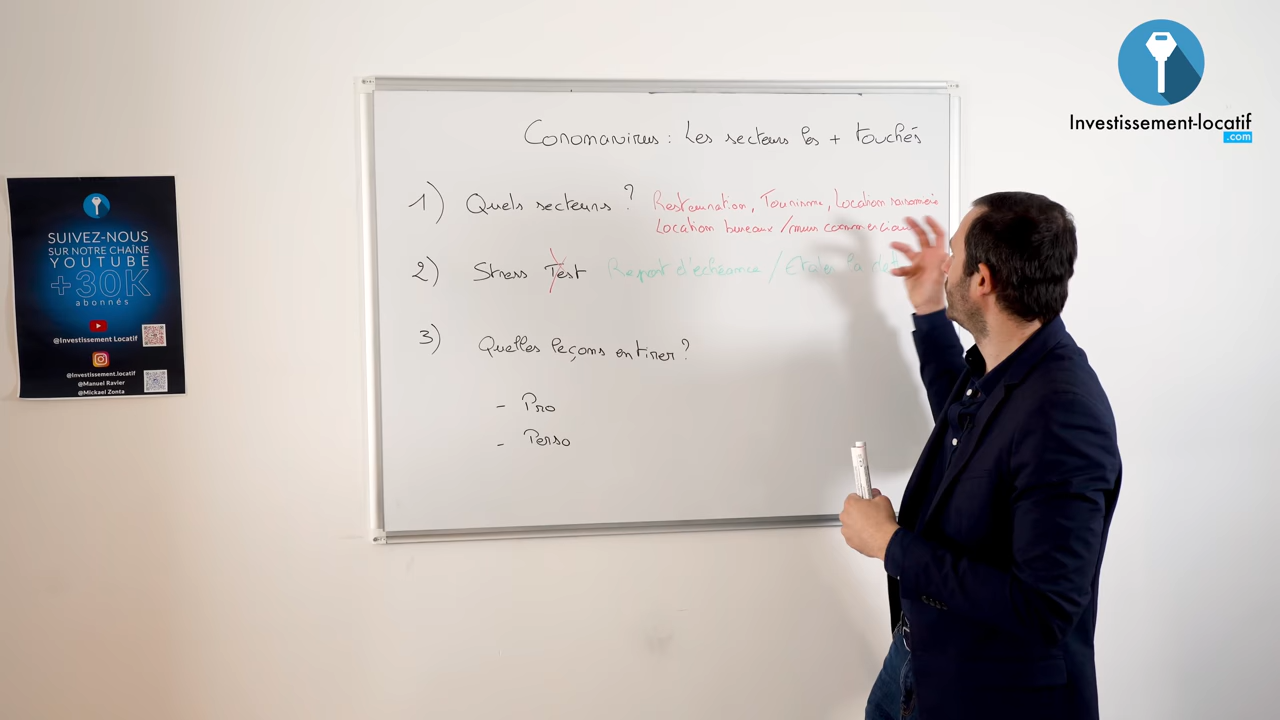 Coronavirus : Les secteurs les + touchés
1) Quels secteurs ? Restauration, Tourisme, Location saisonnière
Location bureaux / murs commerciaux
2) Stress Test Report d'échéance / Etaler la
3) Quelles leçons en tirer ?
- Pro
- Perso
SUIVEZ-NOUS
SUR NOTRE CHAÎNE
YOUTUBE
+30K
abonnés
@Investissement Locatif
@Investissement.locatif
@Manuel Ravier
@Mickael Zonta
Investissement-locatif
.com